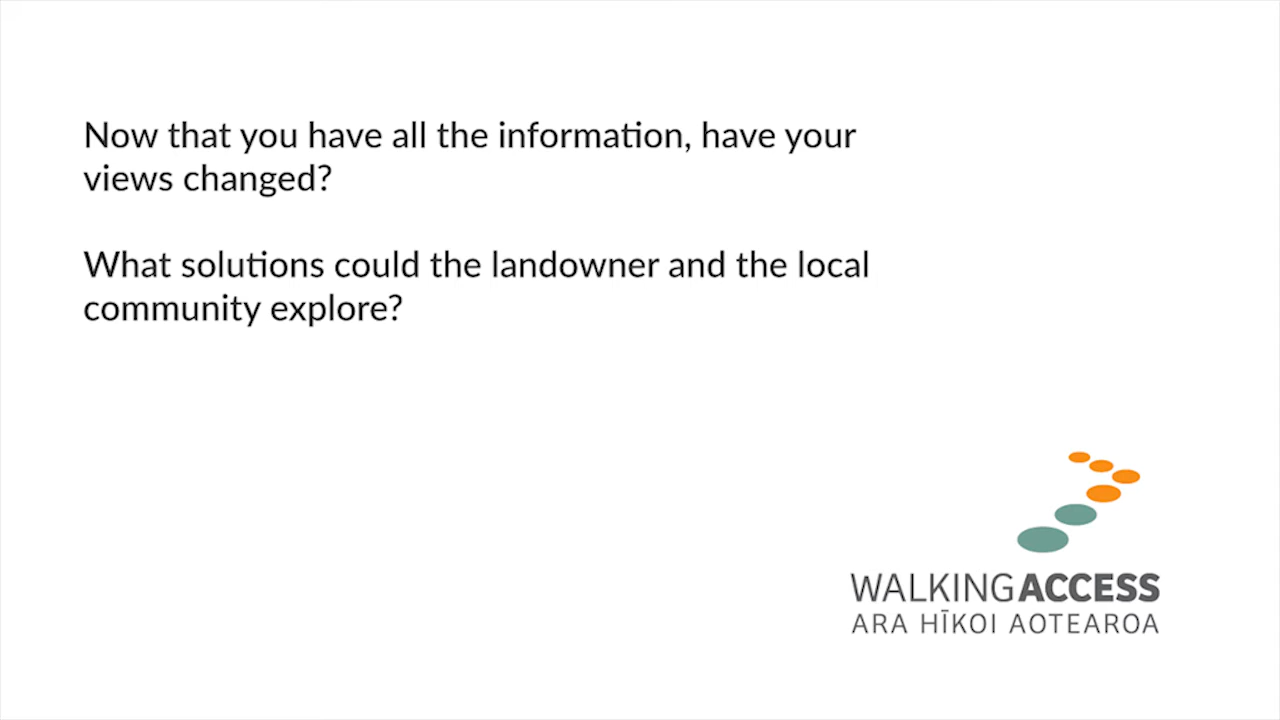 Now that you have all the information, have your
views changed?
What solutions could the landowner and the local
community explore?
WALKINGACCESS
ARA HĪKOI AOTEAROA